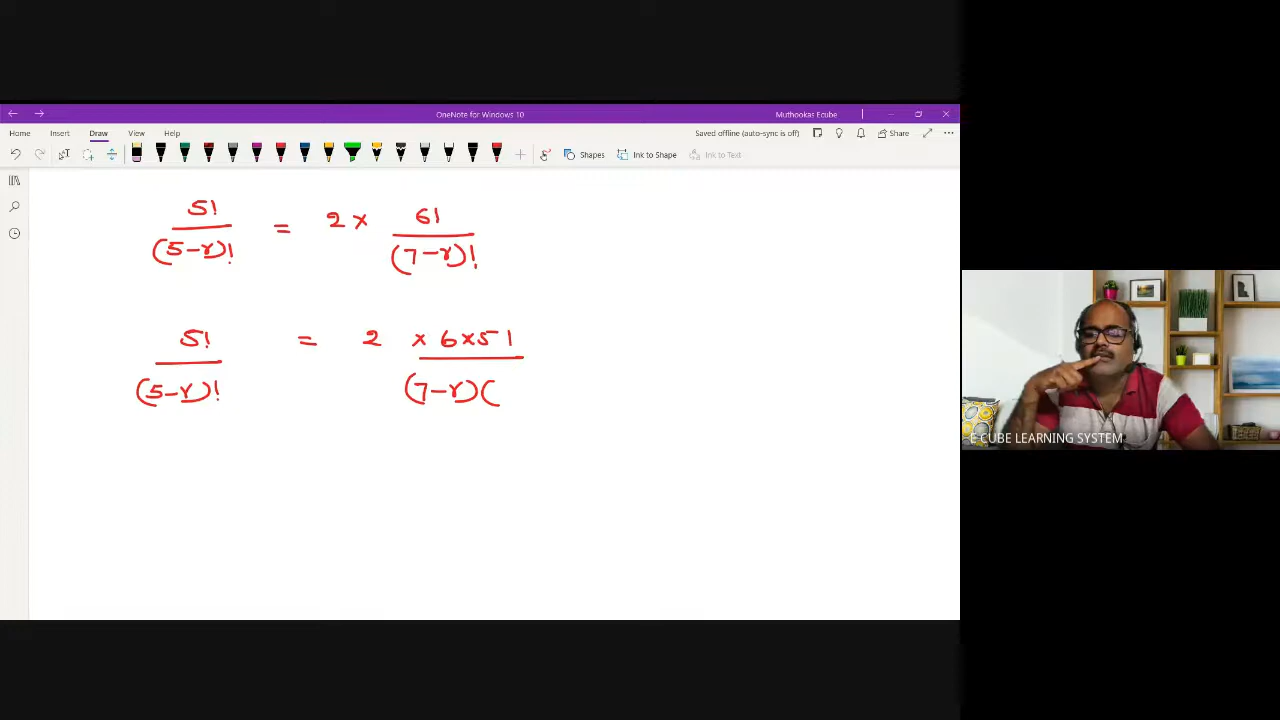 OneNote for Windows 10
Muthookas Ecube
Home Insert Draw View Help
Saved offline (auto-sync is off)
Share
Shapes
Ink to Shape
Ink to Text
5! / (5-r)! = 2 × 6! / (7-r)!
5! / (5-r)! = 2 × 6×5! / (7-r)(
E CUBE LEARNING SYSTEM